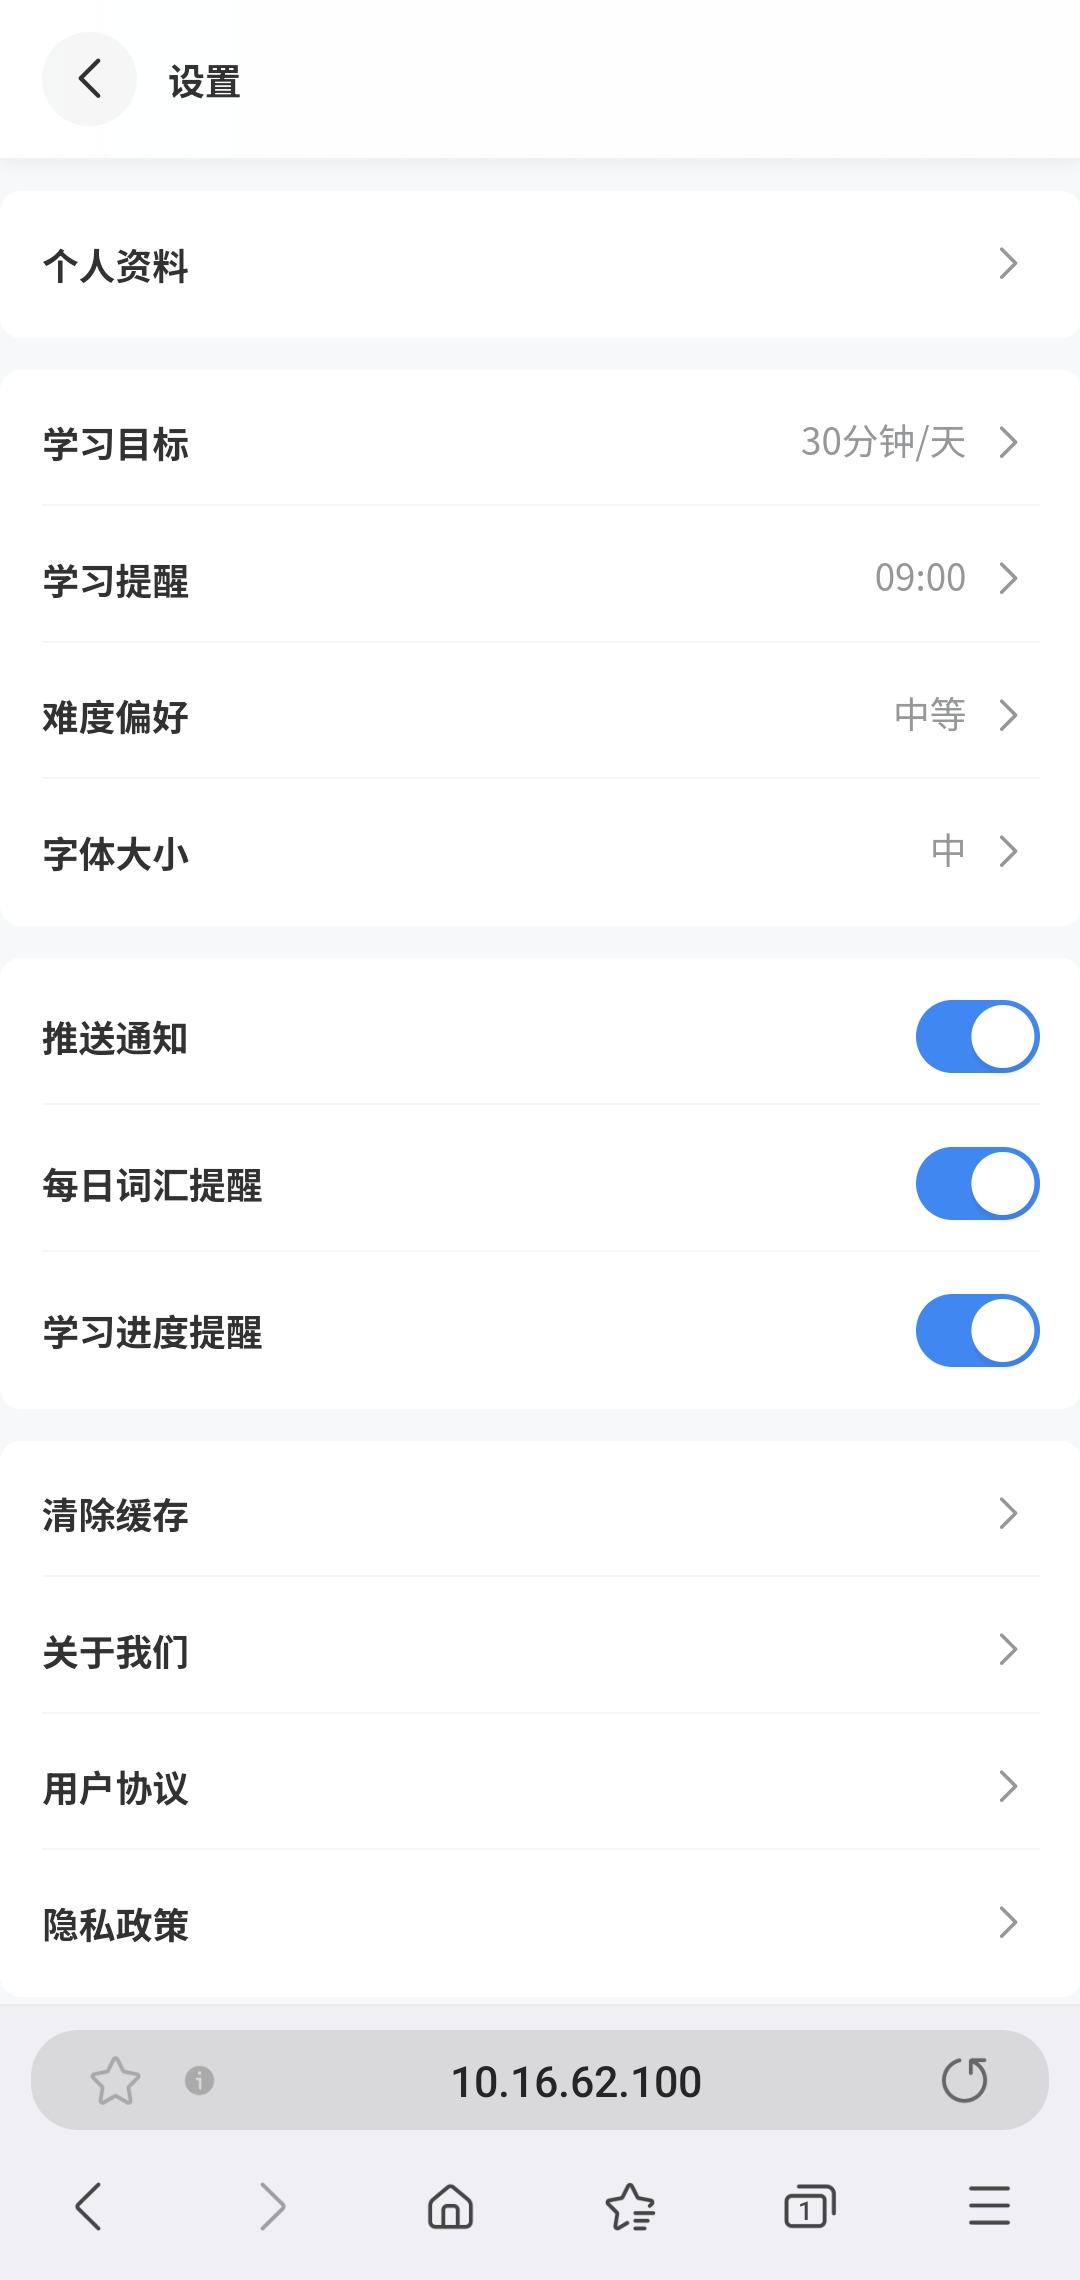 设置
个人资料
学习目标 30分钟/天
学习提醒 09:00
难度偏好 中等
字体大小 中
推送通知
每日词汇提醒
学习进度提醒
清除缓存
关于我们
用户协议
隐私政策
10.16.62.100
1